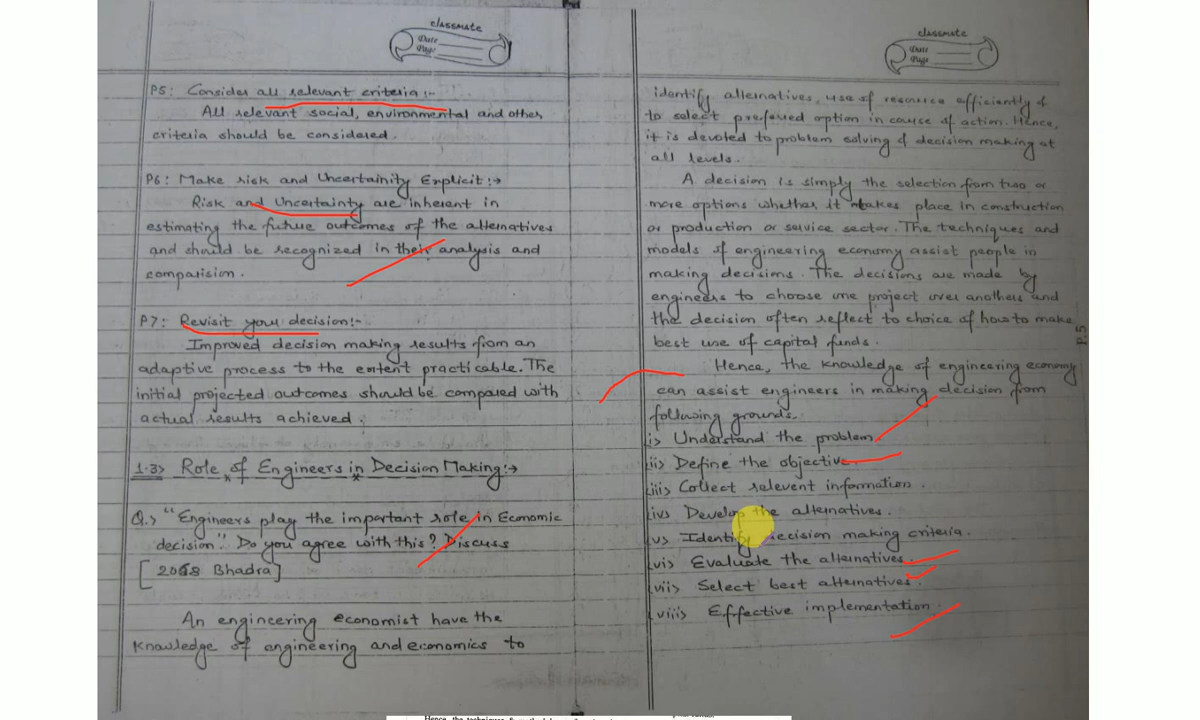 classmate
Date
Page
P5: Consider all relevant criteria:-
All relevant social, environmental and other
criteria should be considered.
P6: Make risk and Uncertainity Explicit:→
Risk and Uncertainty are inherent in
estimating the future outcomes of the alternatives
and should be recognized in their analysis and
comparision.
P7: Revisit your decision:-
Improved decision making results from an
adaptive process to the extent practicable. The
initial projected outcomes should be compared with
actual results achieved.
1.3> Role of Engineers in Decision Making:→
Q.> "Engineers play the important role in Economic
decision". Do you agree with this? Discuss
[2068 Bhadra]
An engineering economist have the
knowledge of engineering and economics to
classmate
Date
Page
identify alternatives, use of resource efficiently &
to select preferred option in course of action. Hence,
it is devoted to problem solving & decision making at
all levels.
A decision is simply the selection from two or
more options whether it takes place in construction
or production or service sector. The techniques and
models of engineering economy assist people in
making decisions. The decisions are made by
engineers to choose one project over anothers and
the decision often reflect to choice of how to make
best use of capital funds.
Hence, the knowledge of engineering economy
can assist engineers in making decision from
following grounds.
i> Understand the problem
ii> Define the objective
iii> Collect relevent information.
iv> Develop the alternatives.
v> Identify decision making criteria.
vi> Evaluate the alternatives.
vii> Select best alternatives.
viii> Effective implementation.